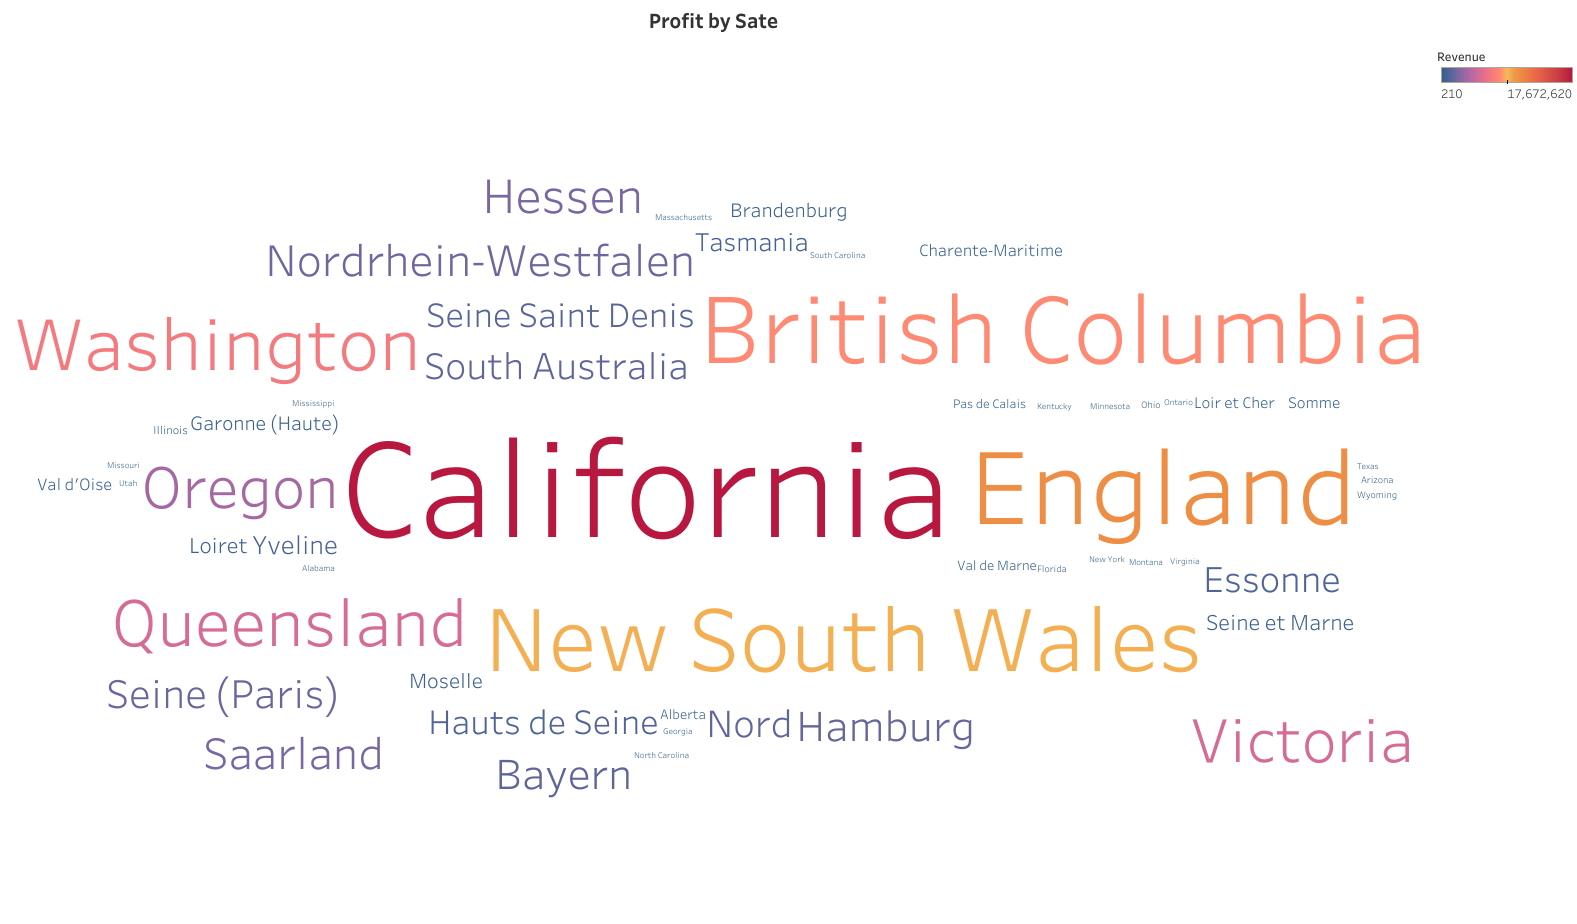 Profit by Sate
Revenue
210 17,672,620
Hessen
Massachusetts
Brandenburg
Nordrhein-Westfalen
Tasmania
South Carolina
Charente-Maritime
Seine Saint Denis
British Columbia
Washington
South Australia
Mississippi
Illinois
Garonne (Haute)
Pas de Calais
Kentucky
Minnesota
Ohio
Ontario
Loir et Cher
Somme
Missouri
Val d'Oise
Utah
Oregon
California
England
Texas
Arizona
Wyoming
Loiret
Yveline
Alabama
Val de Marne
Florida
New York
Montana
Virginia
Essonne
Queensland
New South Wales
Seine et Marne
Seine (Paris)
Moselle
Hauts de Seine
Alberta
Georgia
Nord
Hamburg
Victoria
Saarland
North Carolina
Bayern